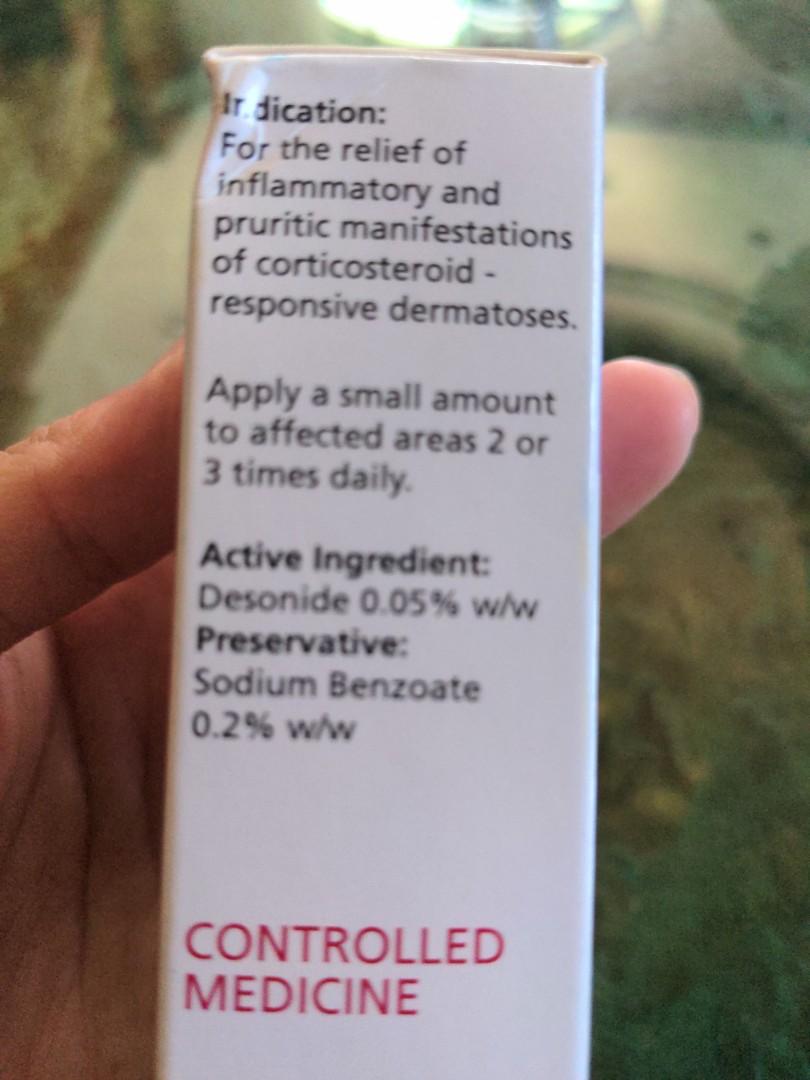 Indication:
For the relief of
inflammatory and
pruritic manifestations
of corticosteroid -
responsive dermatoses.
Apply a small amount
to affected areas 2 or
3 times daily.
Active Ingredient:
Desonide 0.05% w/w
Preservative:
Sodium Benzoate
0.2% w/w
CONTROLLED
MEDICINE